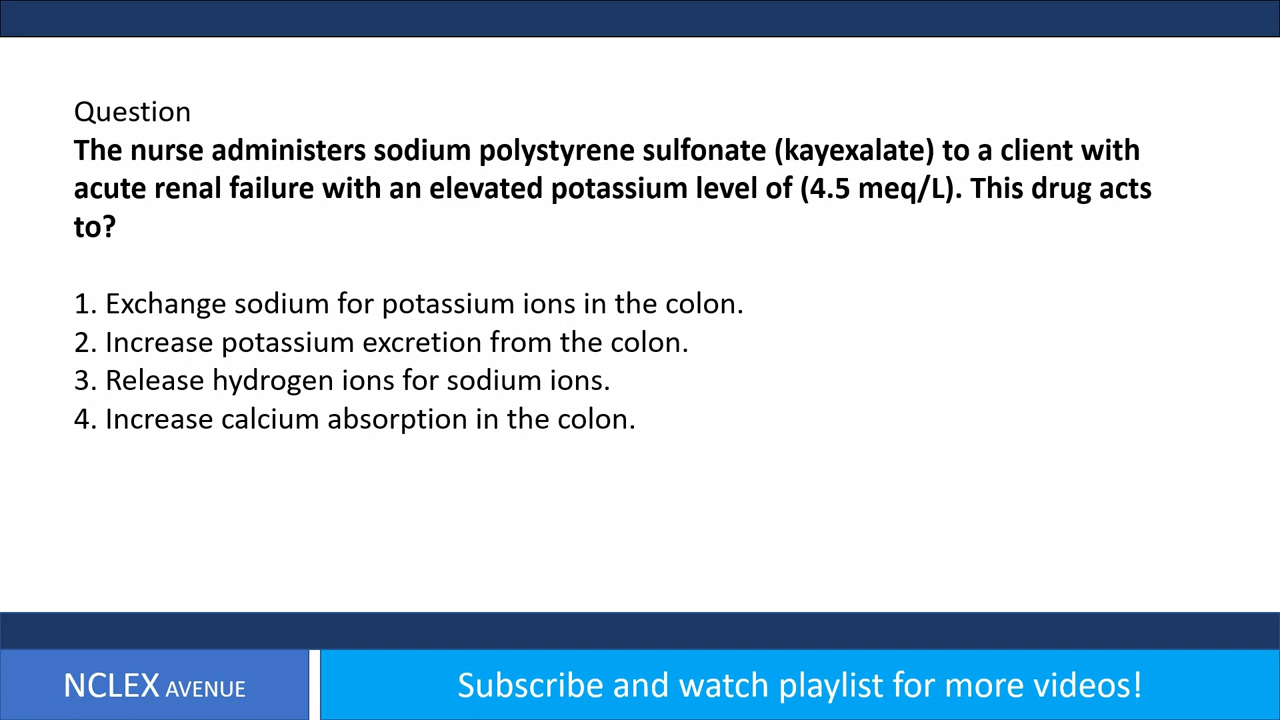 Question
The nurse administers sodium polystyrene sulfonate (kayexalate) to a client with
acute renal failure with an elevated potassium level of (4.5 meq/L). This drug acts
to?
1. Exchange sodium for potassium ions in the colon.
2. Increase potassium excretion from the colon.
3. Release hydrogen ions for sodium ions.
4. Increase calcium absorption in the colon.
NCLEX AVENUE
Subscribe and watch playlist for more videos!